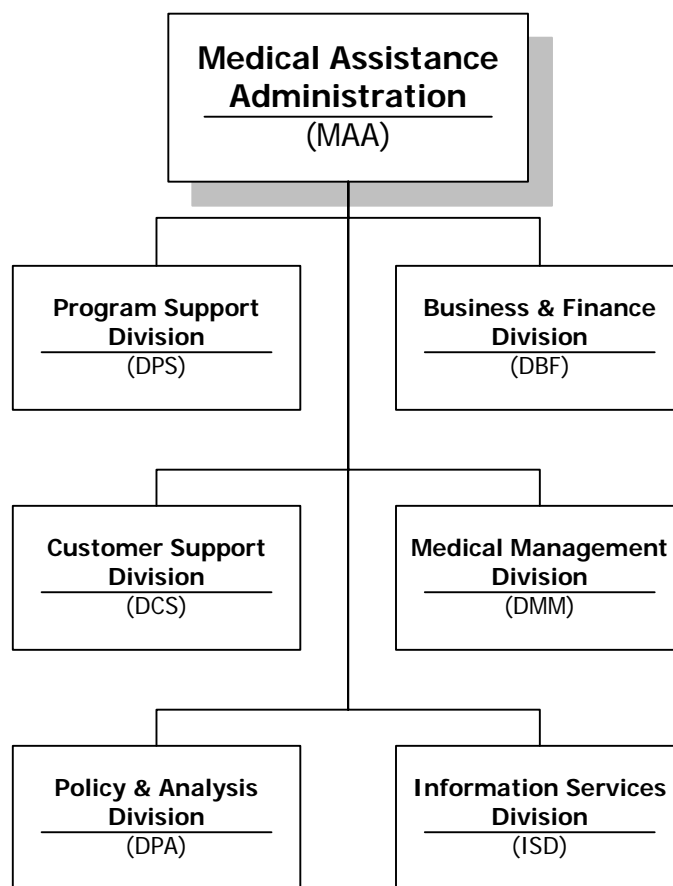 Medical Assistance
Administration
(MAA)
Program Support
Division
(DPS)
Business & Finance
Division
(DBF)
Customer Support
Division
(DCS)
Medical Management
Division
(DMM)
Policy & Analysis
Division
(DPA)
Information Services
Division
(ISD)